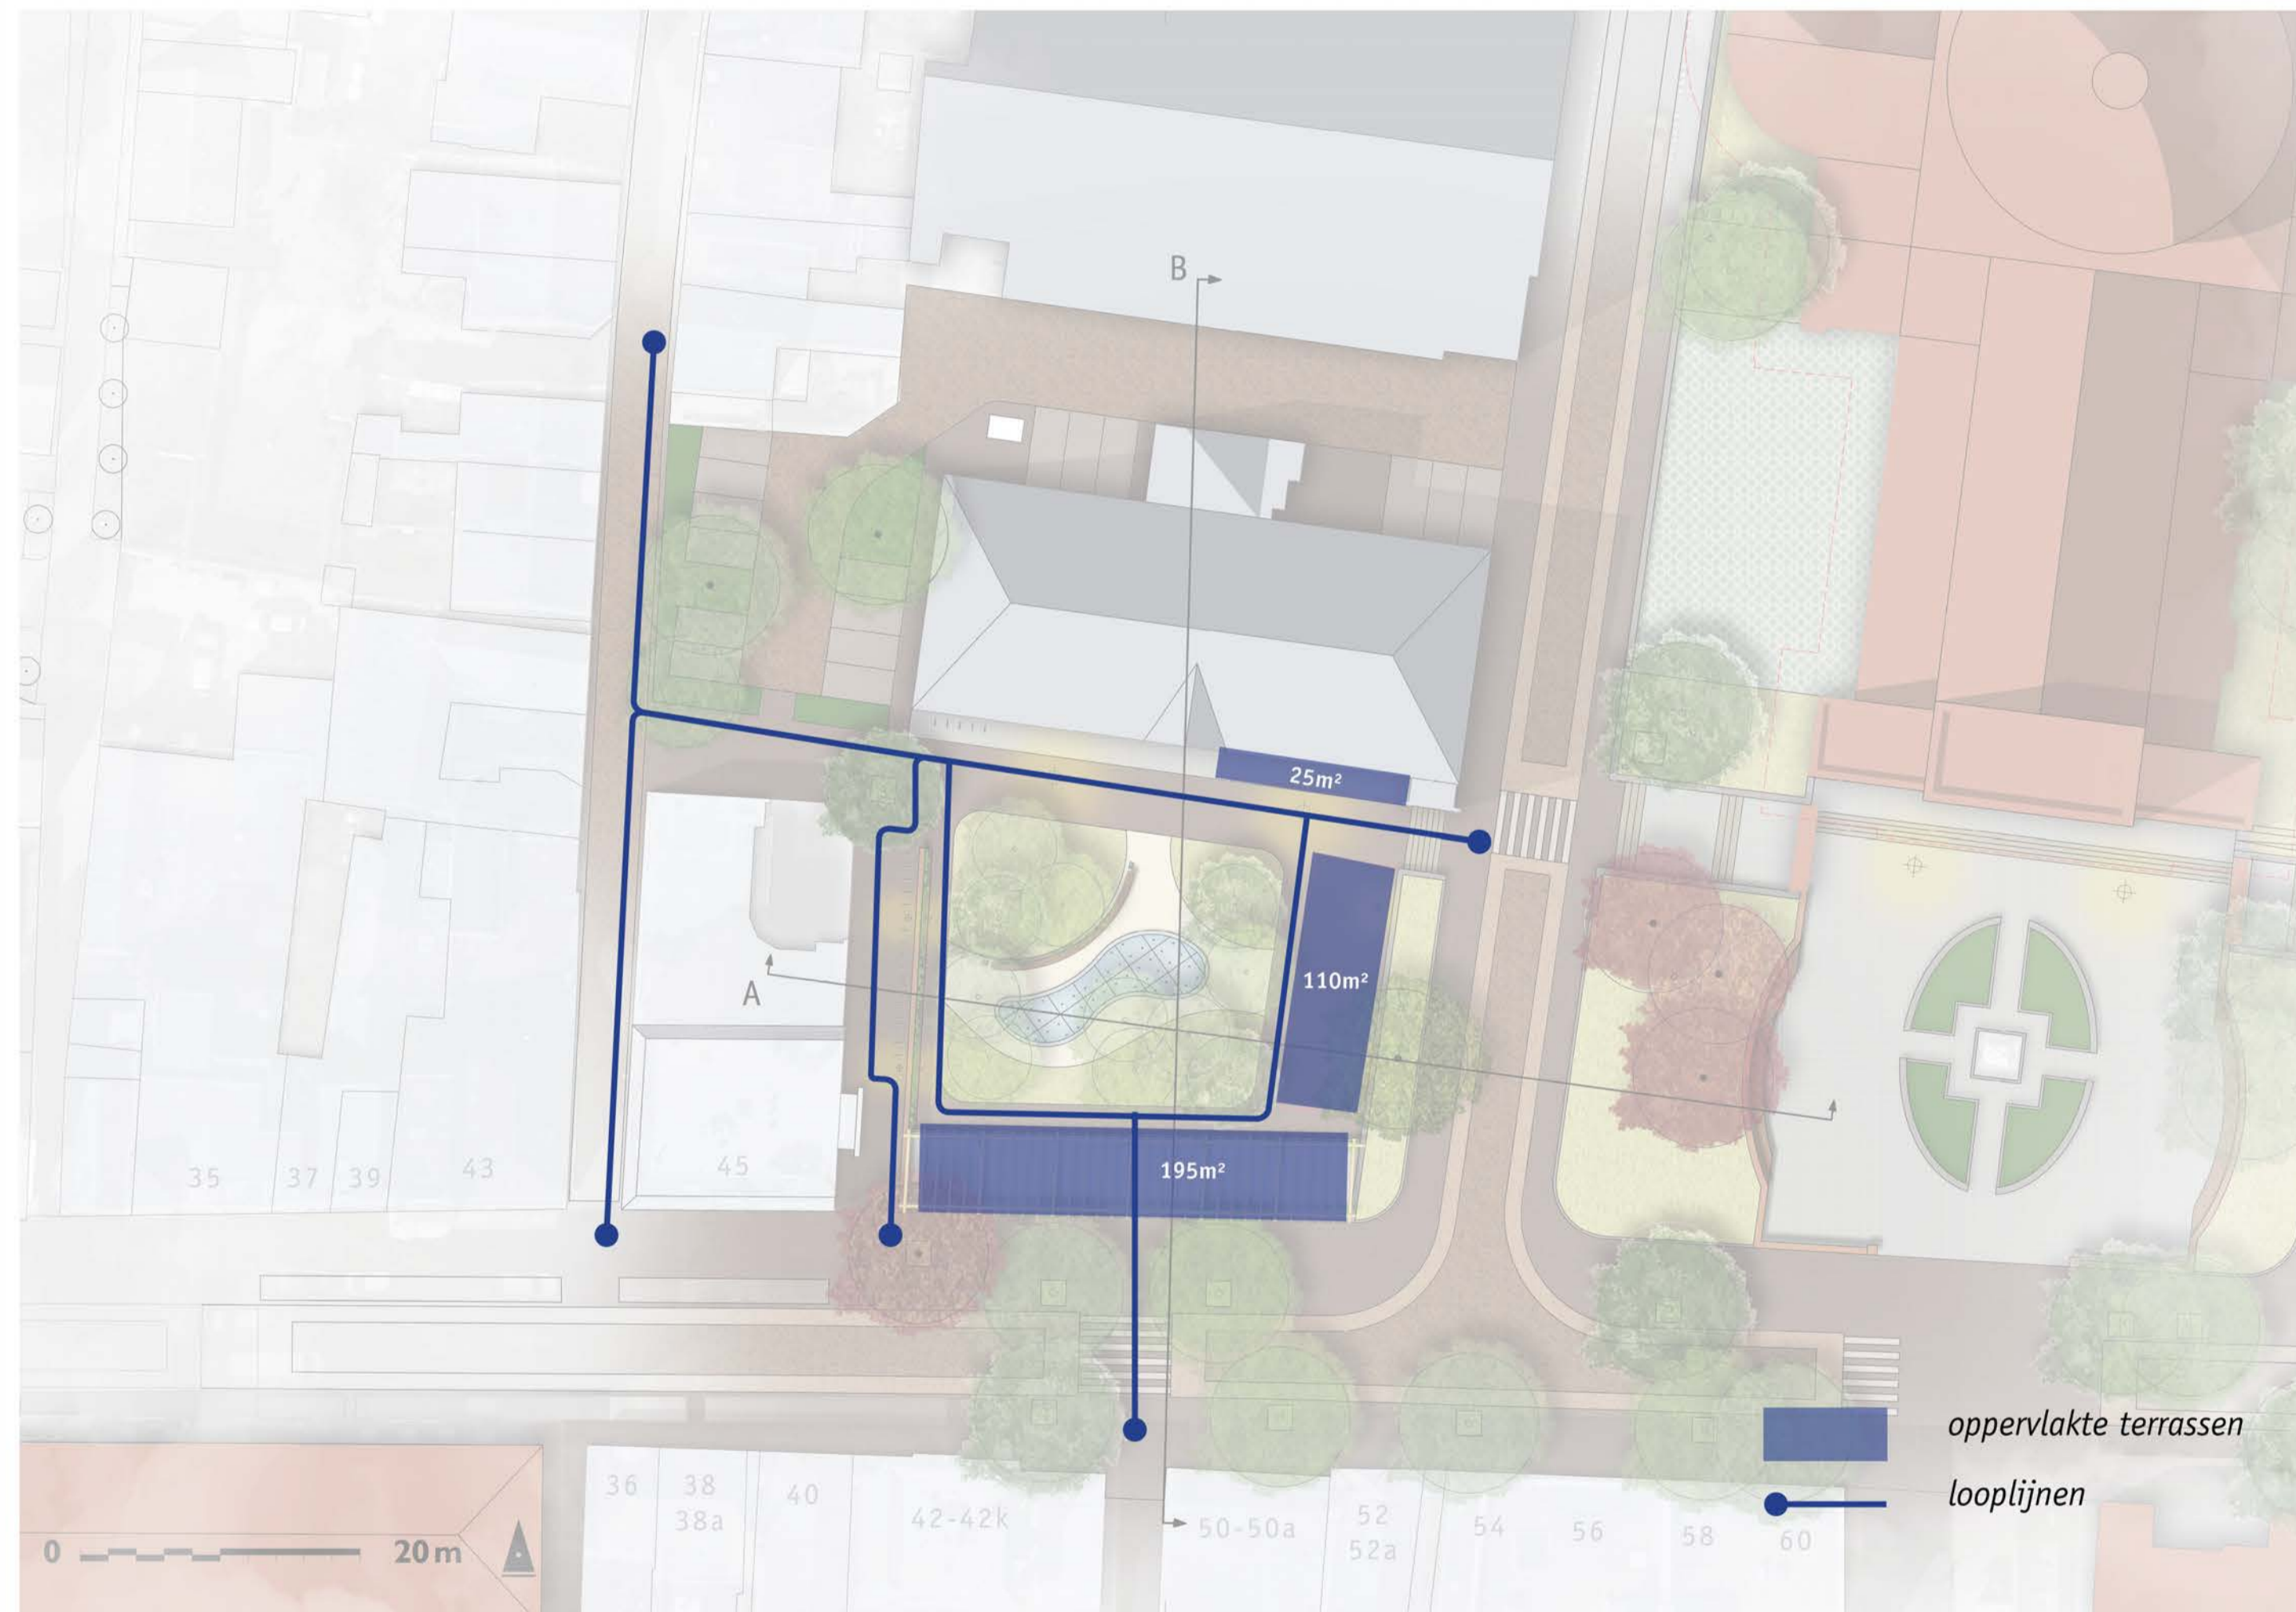 B
25m²
110m²
A
195m²
35
37
39
43
45
oppervlakte terrassen
looplijnen
36
38
38a
40
42-42k
50-50a
52
52a
54
56
58
60
0
20m